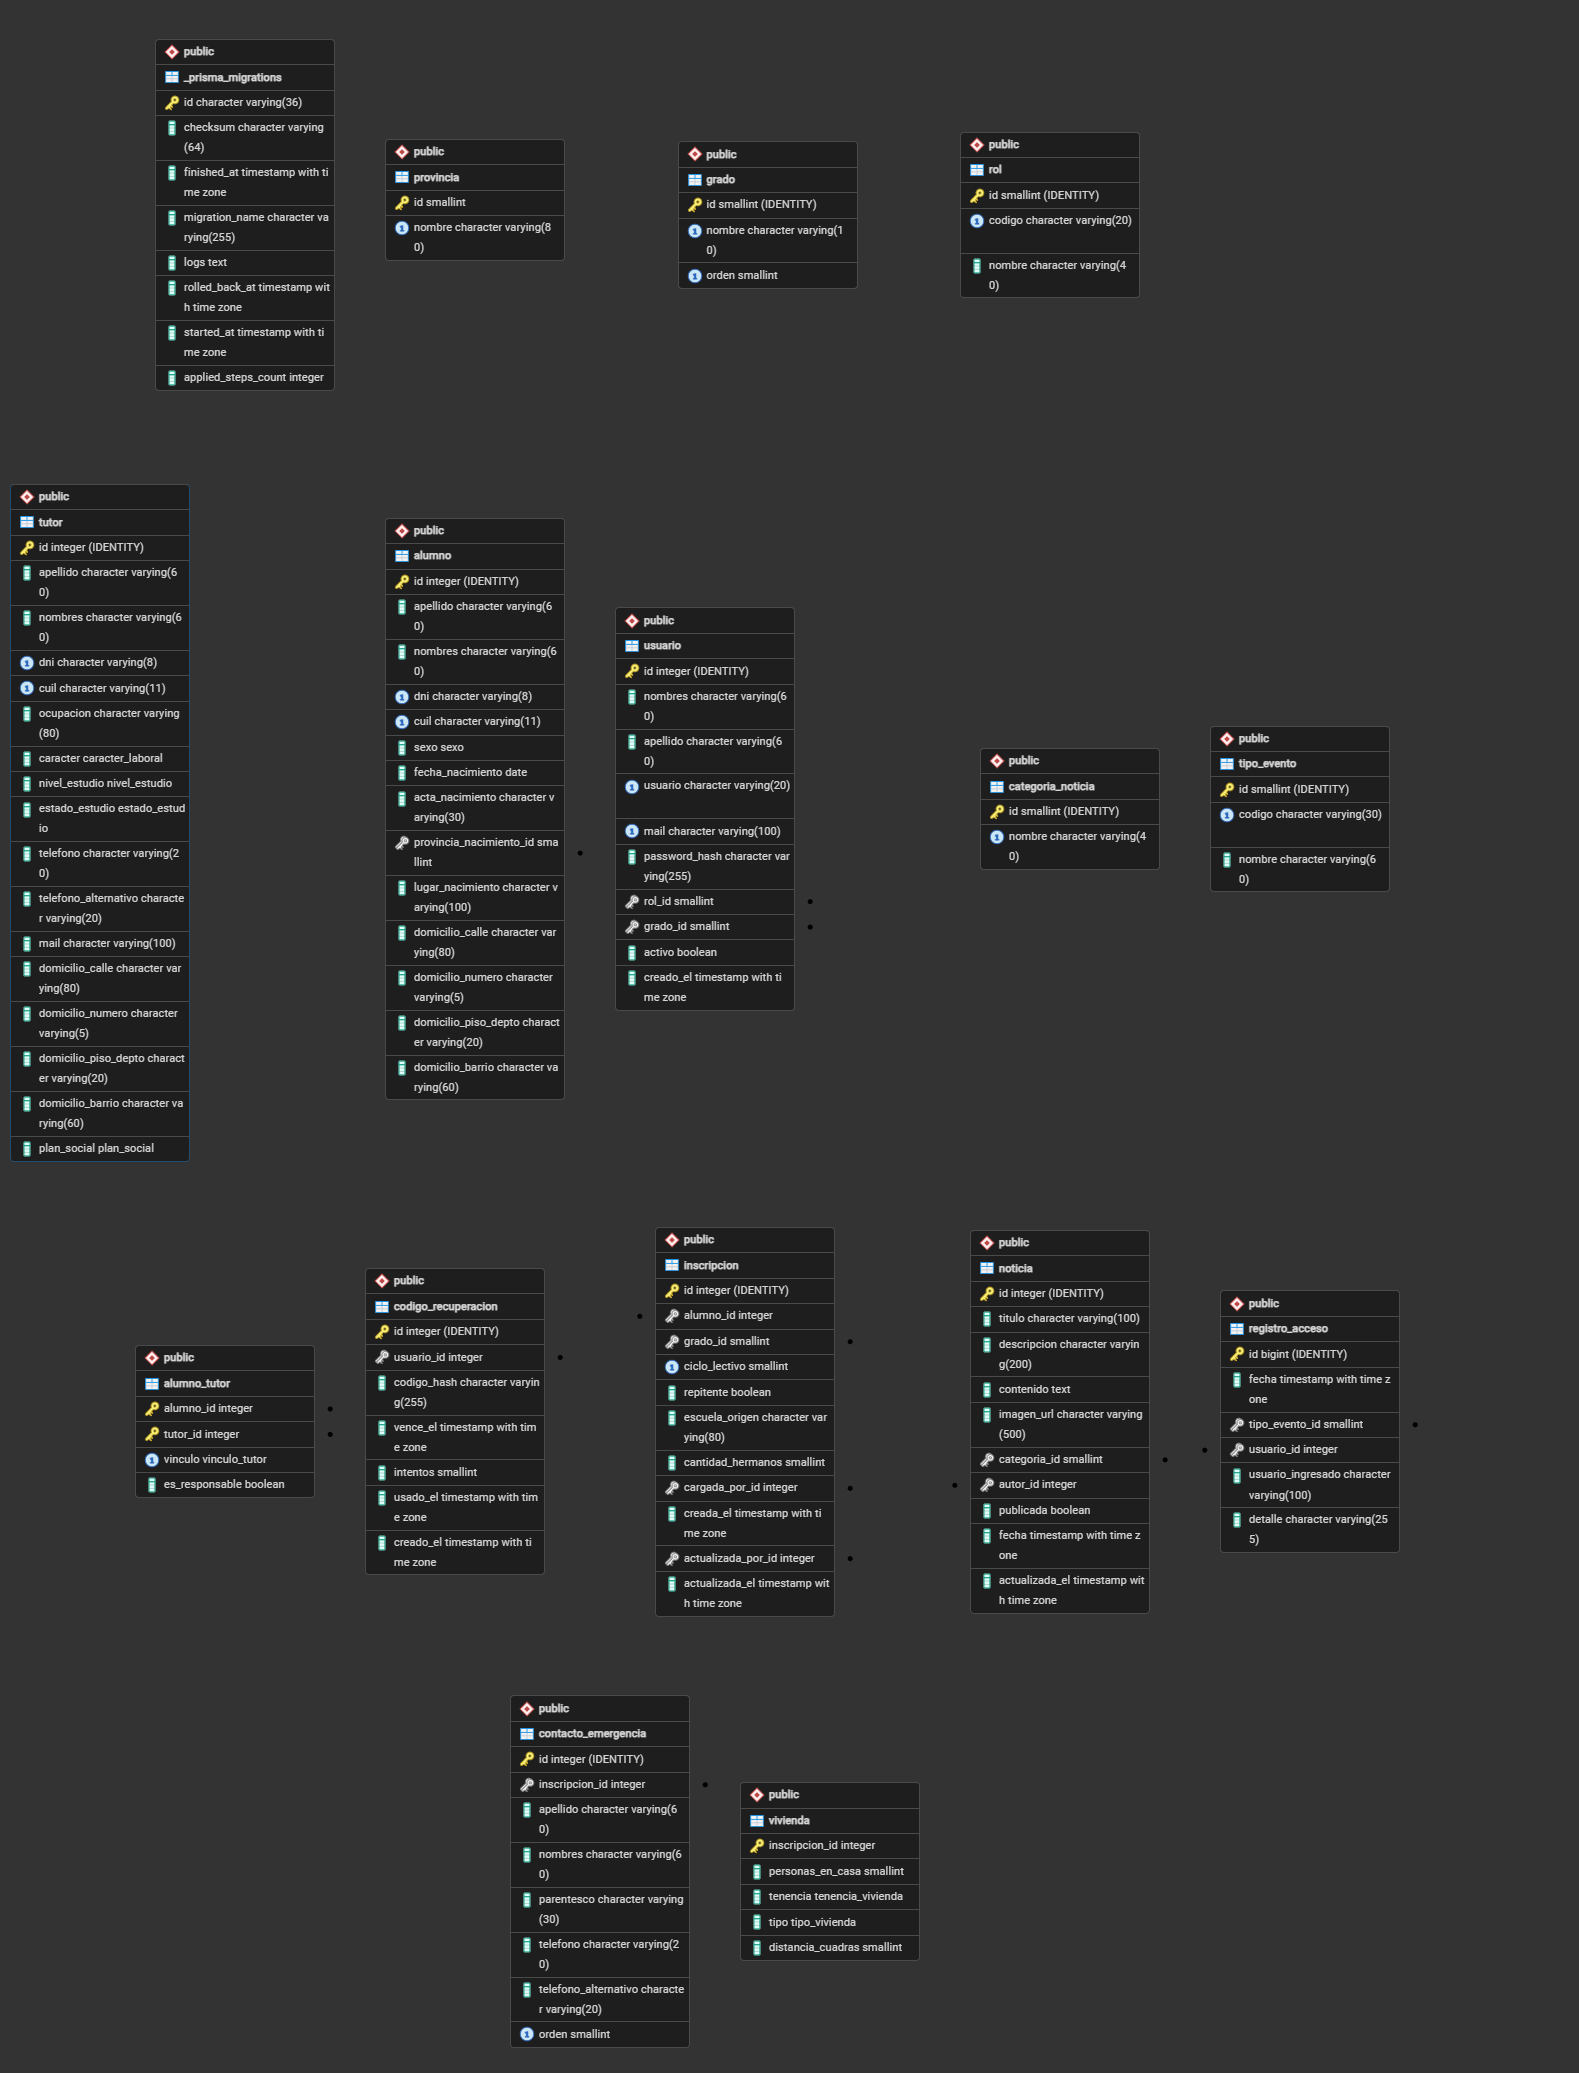 public
_prisma_migrations
id character varying(36)
checksum character varying
(64)
finished_at timestamp with ti
me zone
migration_name character va
rying(255)
logs text
rolled_back_at timestamp wit
h time zone
started_at timestamp with ti
me zone
applied_steps_count integer
public
provincia
id smallint
nombre character varying(8
0)
public
grado
id smallint (IDENTITY)
nombre character varying(1
0)
orden smallint
public
rol
id smallint (IDENTITY)
codigo character varying(20)
nombre character varying(4
0)
public
tutor
id integer (IDENTITY)
apellido character varying(6
0)
nombres character varying(6
0)
dni character varying(8)
cuil character varying(11)
ocupacion character varying
(80)
caracter caracter_laboral
nivel_estudio nivel_estudio
estado_estudio estado_estud
io
telefono character varying(2
0)
telefono_alternativo characte
r varying(20)
mail character varying(100)
domicilio_calle character var
ying(80)
domicilio_numero character
varying(5)
domicilio_piso_depto charact
er varying(20)
domicilio_barrio character va
rying(60)
plan_social plan_social
public
alumno
id integer (IDENTITY)
apellido character varying(6
0)
nombres character varying(6
0)
dni character varying(8)
cuil character varying(11)
sexo sexo
fecha_nacimiento date
acta_nacimiento character v
arying(30)
provincia_nacimiento_id sma
llint
lugar_nacimiento character v
arying(100)
domicilio_calle character var
ying(80)
domicilio_numero character
varying(5)
domicilio_piso_depto charact
er varying(20)
domicilio_barrio character va
rying(60)
public
usuario
id integer (IDENTITY)
nombres character varying(6
0)
apellido character varying(6
0)
usuario character varying(20)
mail character varying(100)
password_hash character var
ying(255)
rol_id smallint
grado_id smallint
activo boolean
creado_el timestamp with ti
me zone
public
categoria_noticia
id smallint (IDENTITY)
nombre character varying(4
0)
public
tipo_evento
id smallint (IDENTITY)
codigo character varying(30)
nombre character varying(6
0)
public
alumno_tutor
alumno_id integer
tutor_id integer
vinculo vinculo_tutor
es_responsable boolean
public
codigo_recuperacion
id integer (IDENTITY)
usuario_id integer
codigo_hash character varyin
g(255)
vence_el timestamp with tim
e zone
intentos smallint
usado_el timestamp with tim
e zone
creado_el timestamp with ti
me zone
public
inscripcion
id integer (IDENTITY)
alumno_id integer
grado_id smallint
ciclo_lectivo smallint
repitente boolean
escuela_origen character var
ying(80)
cantidad_hermanos smallint
cargada_por_id integer
creada_el timestamp with ti
me zone
actualizada_por_id integer
actualizada_el timestamp wit
h time zone
public
noticia
id integer (IDENTITY)
titulo character varying(100)
descripcion character varyin
g(200)
contenido text
imagen_url character varying
(500)
categoria_id smallint
autor_id integer
publicada boolean
fecha timestamp with time z
one
actualizada_el timestamp wit
h time zone
public
registro_acceso
id bigint (IDENTITY)
fecha timestamp with time z
one
tipo_evento_id smallint
usuario_id integer
usuario_ingresado character
varying(100)
detalle character varying(25
5)
public
contacto_emergencia
id integer (IDENTITY)
inscripcion_id integer
apellido character varying(6
0)
nombres character varying(6
0)
parentesco character varying
(30)
telefono character varying(2
0)
telefono_alternativo characte
r varying(20)
orden smallint
public
vivienda
inscripcion_id integer
personas_en_casa smallint
tenencia tenencia_vivienda
tipo tipo_vivienda
distancia_cuadras smallint